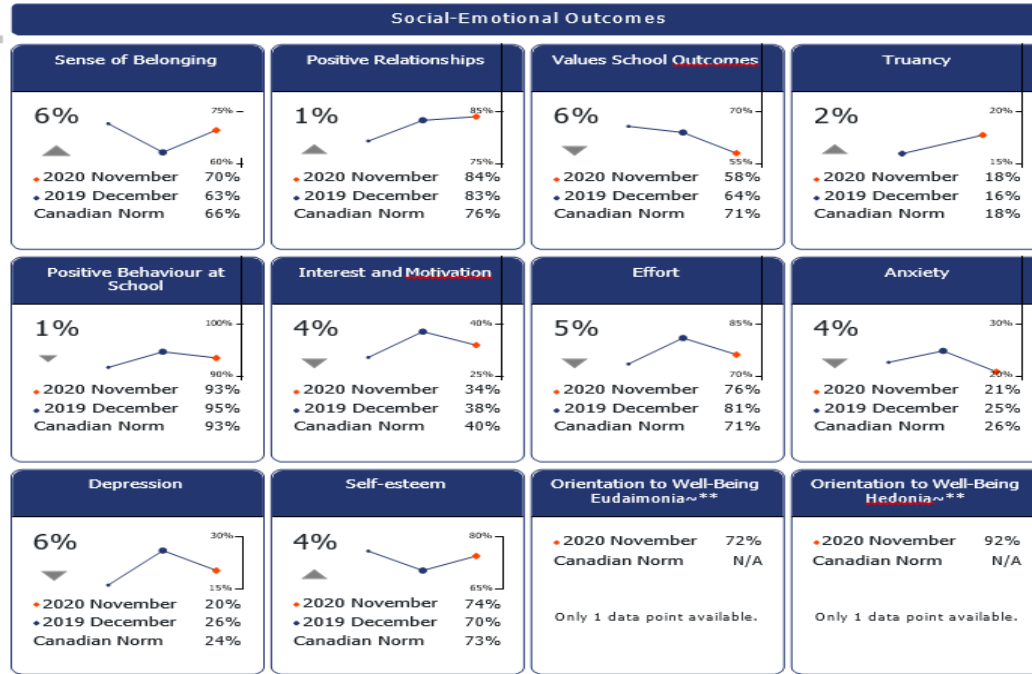 Social-Emotional Outcomes
Sense of Belonging
6%
75%
60%
2020 November 70%
2019 December 63%
Canadian Norm 66%
Positive Relationships
1%
85%
75%
2020 November 84%
2019 December 83%
Canadian Norm 76%
Values School Outcomes
6%
70%
55%
2020 November 58%
2019 December 64%
Canadian Norm 71%
Truancy
2%
20%
15%
2020 November 18%
2019 December 16%
Canadian Norm 18%
Positive Behaviour at
School
1%
100%
90%
2020 November 93%
2019 December 95%
Canadian Norm 93%
Interest and Motivation
4%
40%
25%
2020 November 34%
2019 December 38%
Canadian Norm 40%
Effort
5%
85%
70%
2020 November 76%
2019 December 81%
Canadian Norm 71%
Anxiety
4%
30%
20%
2020 November 21%
2019 December 25%
Canadian Norm 26%
Depression
6%
30%
15%
2020 November 20%
2019 December 26%
Canadian Norm 24%
Self-esteem
4%
80%
65%
2020 November 74%
2019 December 70%
Canadian Norm 73%
Orientation to Well-Being
Eudaimonia~**
2020 November 72%
Canadian Norm N/A
Only 1 data point available.
Orientation to Well-Being
Hedonia~**
2020 November 92%
Canadian Norm N/A
Only 1 data point available.